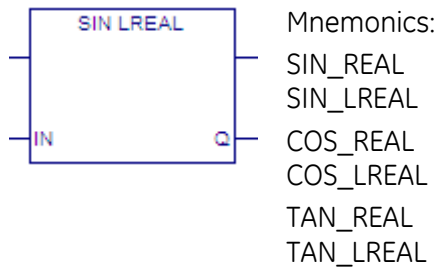 SIN LREAL
IN
Q
Mnemonics:
SIN_REAL
SIN_LREAL
COS_REAL
COS_LREAL
TAN_REAL
TAN_LREAL